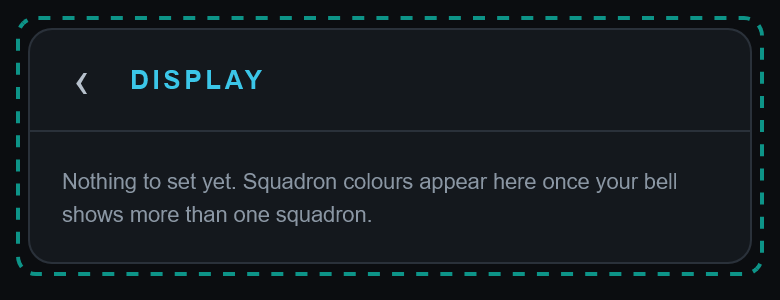 DISPLAY
Nothing to set yet. Squadron colours appear here once your bell
shows more than one squadron.